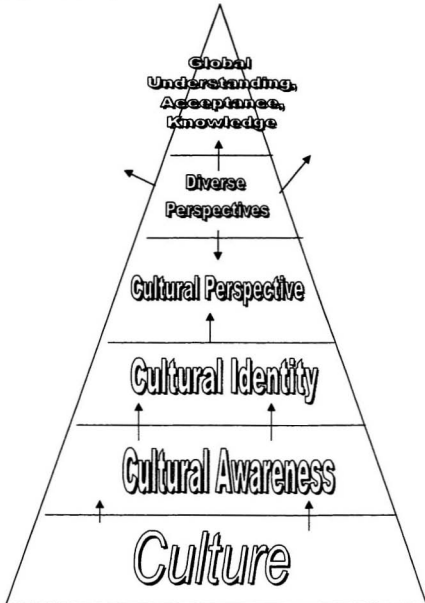 Global
Understanding,
Acceptance,
Knowledge
Diverse
Perspectives
Cultural Perspective
Cultural Identity
Cultural Awareness
Culture